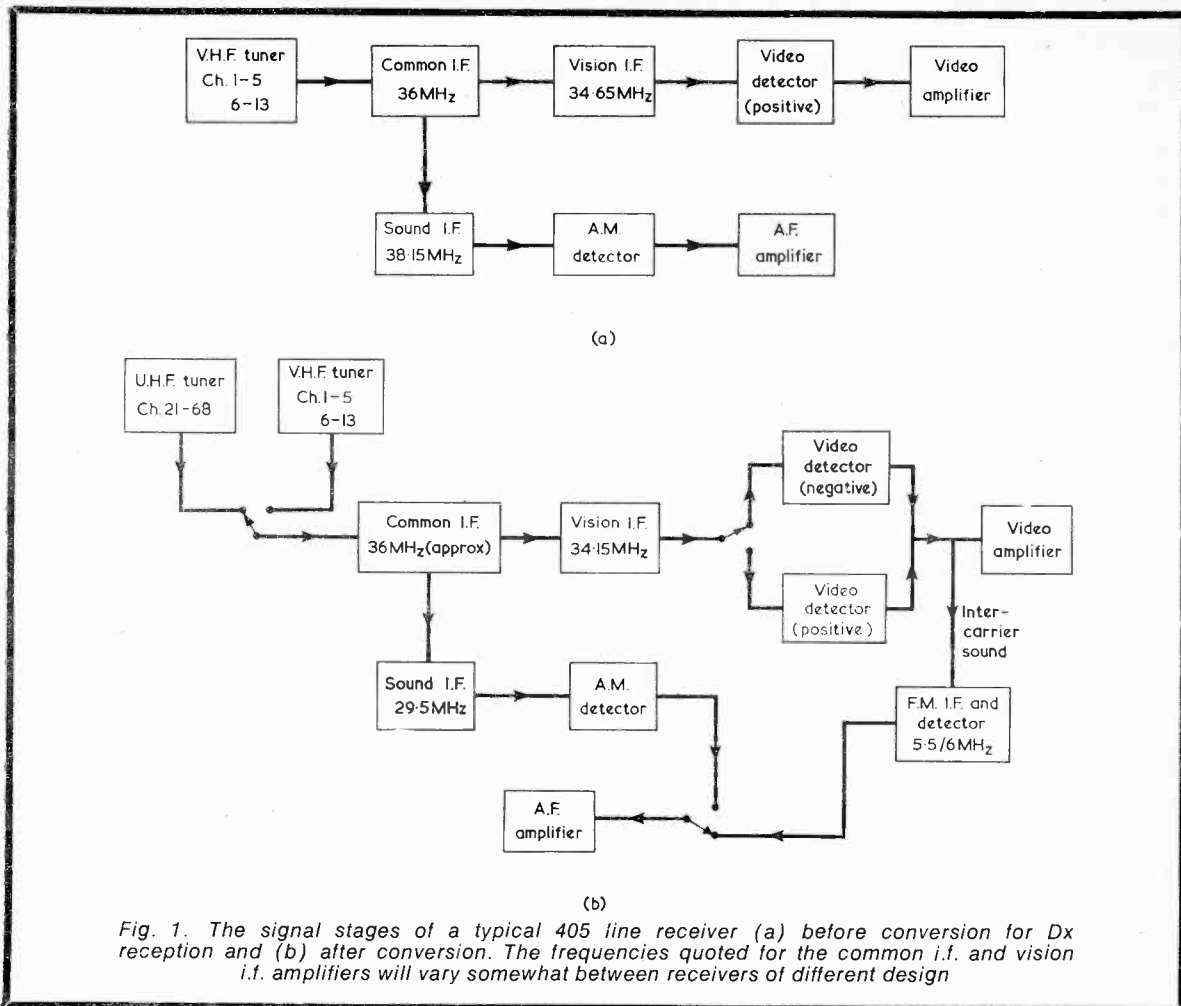 V.H.F. tuner
Ch. 1-5
6-13
Common I.F.
36MHz
Vision I.F.
34·65MHz
Video
detector
(positive)
Video
amplifier
Sound I.F.
38·15MHz
A.M.
detector
A.F.
amplifier
(a)
U.H.F. tuner
Ch. 21-68
V.H.F. tuner
Ch. 1-5
6-13
Common I.F.
36MHz (approx)
Vision I.F.
34·15MHz
Video
detector
(negative)
Video
detector
(positive)
Video
amplifier
Inter-
carrier
sound
Sound I.F.
29·5MHz
A.M.
detector
F.M. I.F. and
detector
5·5/6MHz
A.F.
amplifier
(b)
Fig. 1. The signal stages of a typical 405 line receiver (a) before conversion for Dx
reception and (b) after conversion. The frequencies quoted for the common i.f. and vision
i.f. amplifiers will vary somewhat between receivers of different design